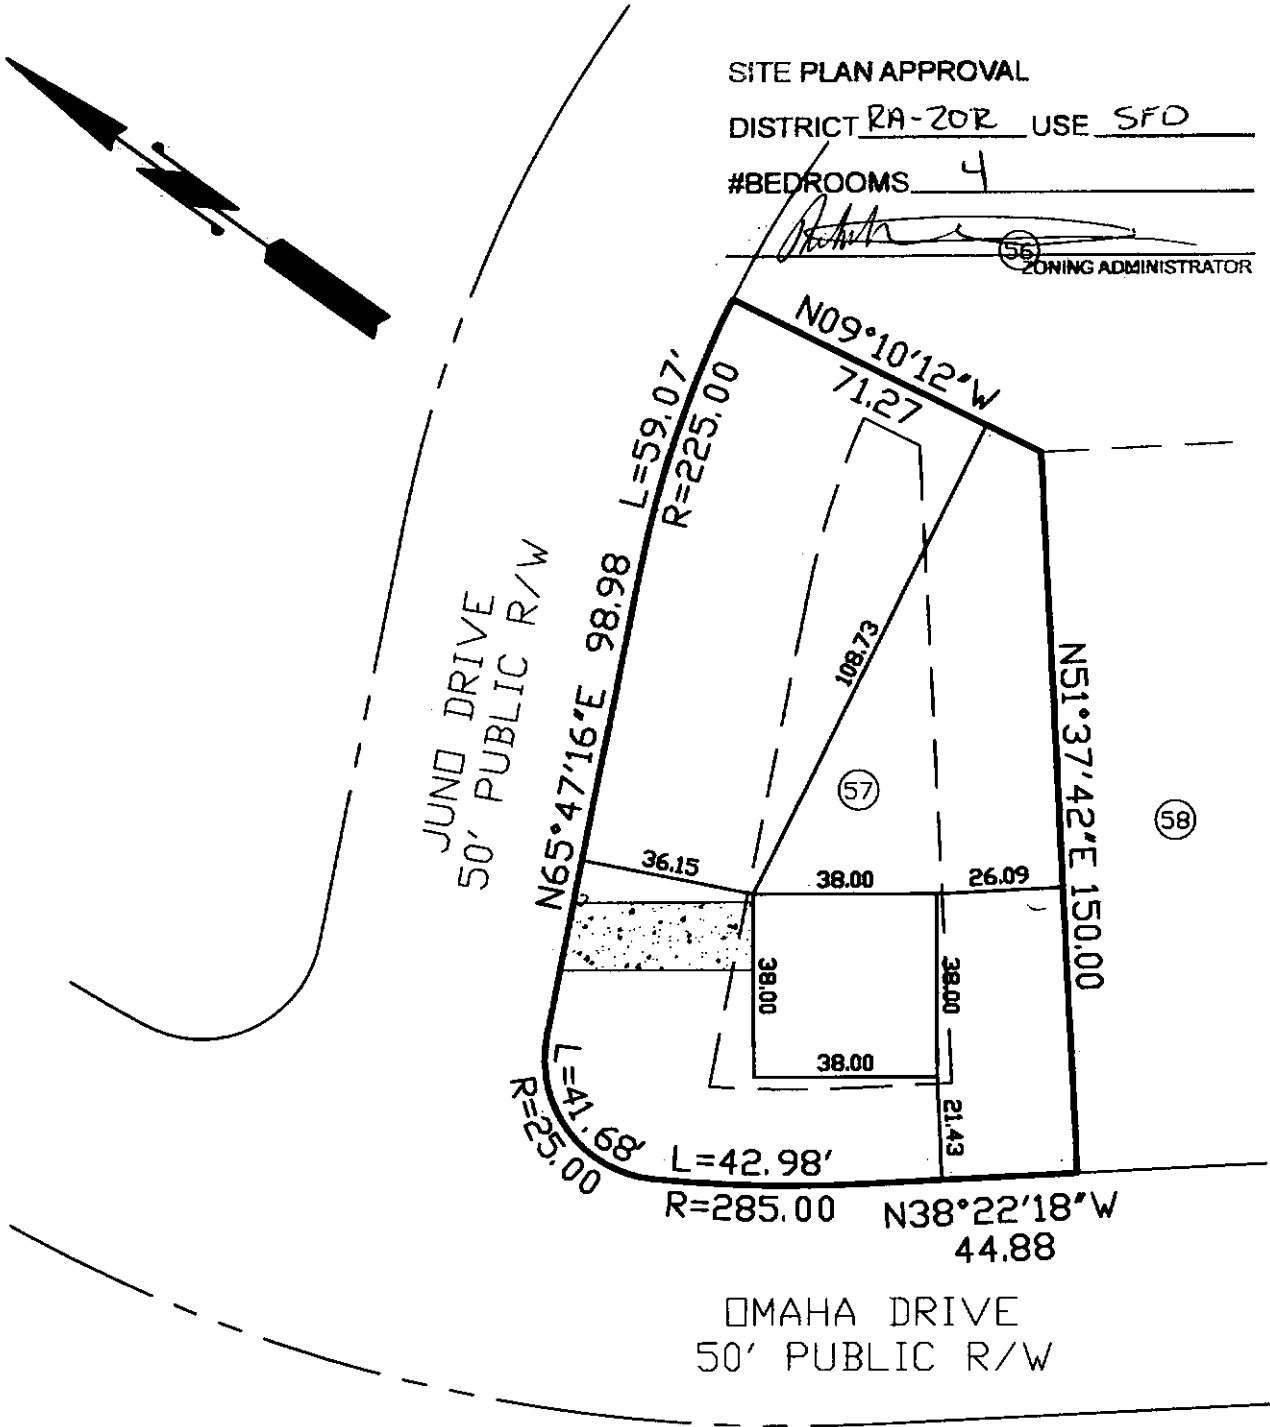 SITE PLAN APPROVAL
DISTRICT RA-20R USE SFD
#BEDROOMS 4
56
ZONING ADMINISTRATOR
N09°10'12"W
71.27
L=59.07'
R=225.00
N65°47'16"E 98.98
JUNO DRIVE
50' PUBLIC R/W
108.73
N51°37'42"E 150.00
57
58
36.15
38.00
26.09
38.00
38.00
38.00
21.43
L=41.68'
R=25.00
L=42.98'
R=285.00
N38°22'18"W
44.88
OMAHA DRIVE
50' PUBLIC R/W